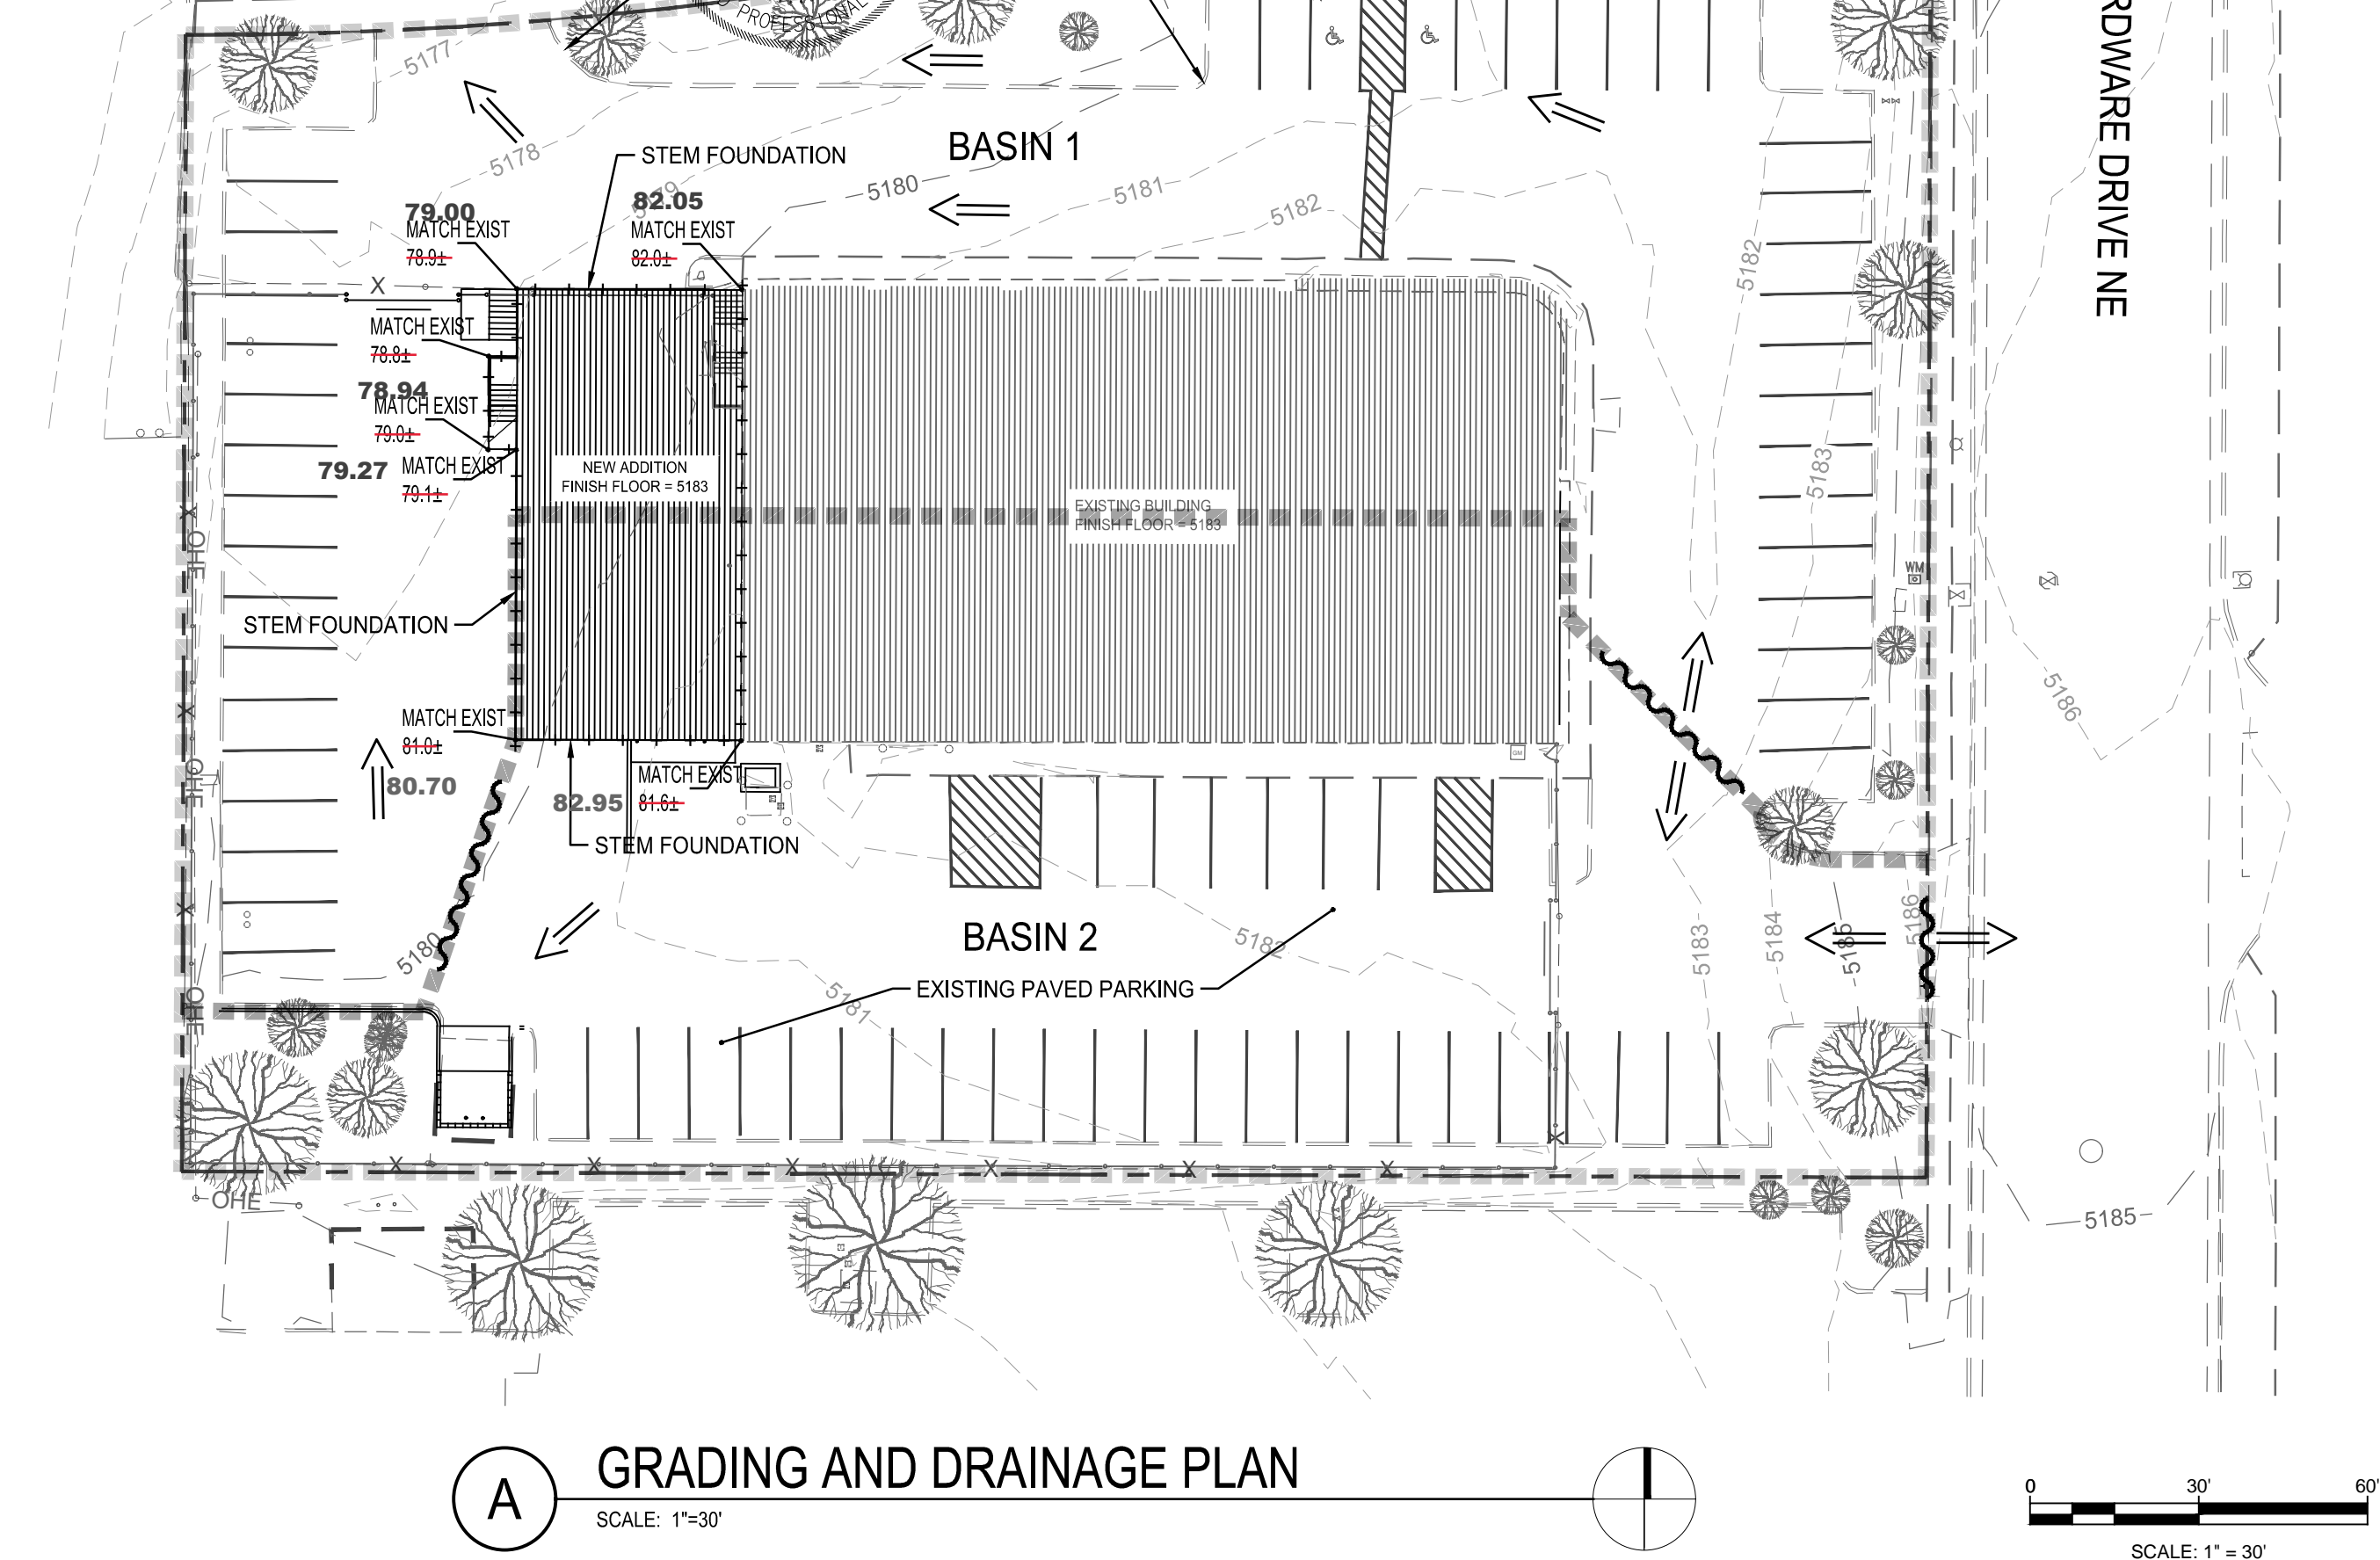 PROFESSIONAL
RDWARE DRIVE NE
5177
5178
STEM FOUNDATION
BASIN 1
79.00
MATCH EXIST
78.9±
82.05
MATCH EXIST
82.0±
5180
5181
5182
5182
X
MATCH EXIST
78.8±
78.94
MATCH EXIST
79.0±
79.27
MATCH EXIST
79.1±
NEW ADDITION
FINISH FLOOR = 5183
EXISTING BUILDING
FINISH FLOOR = 5183
5183
X
OHE
WM
STEM FOUNDATION
5186
X
MATCH EXIST
81.0±
80.70
OHE
GM
MATCH EXIST
82.95
81.6±
STEM FOUNDATION
X
BASIN 2
5180
5182
5183
5184
5185
5186
5181
EXISTING PAVED PARKING
OHE
X
X
X
X
X
X
X
OHE
5185
A
GRADING AND DRAINAGE PLAN
SCALE: 1"=30'
0
30'
60'
SCALE: 1" = 30'